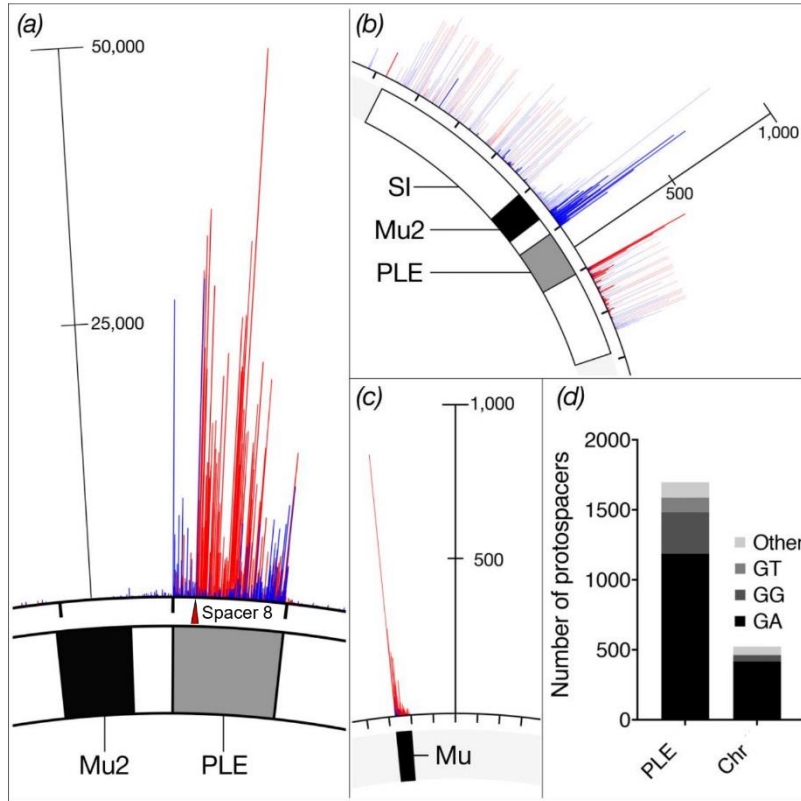 (a)
50,000
25,000
Spacer 8
Mu2
PLE
(b)
SI
Mu2
PLE
1,000
500
(c)
1,000
500
Mu
(d)
Number of protospacers
2000
1500
1000
500
0
Other
GT
GG
GA
PLE
Chr